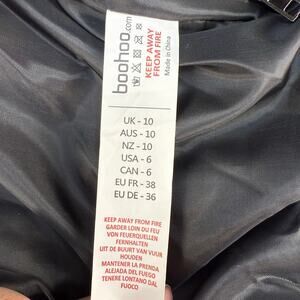 boohoo.com
KEEP AWAY
FROM FIRE
Made in China
UK - 10
AUS - 10
NZ - 10
USA - 6
CAN - 6
EU FR - 38
EU DE - 36
KEEP AWAY FROM FIRE
GARDER LOIN DU FEU
VON FEUERQUELLEN
FERNHALTEN
UIT DE BUURT VAN VUUR
HOUDEN
MANTENER LA PRENDA
ALEJADA DEL FUEGO
TENERE LONTANO DAL
FUOCO